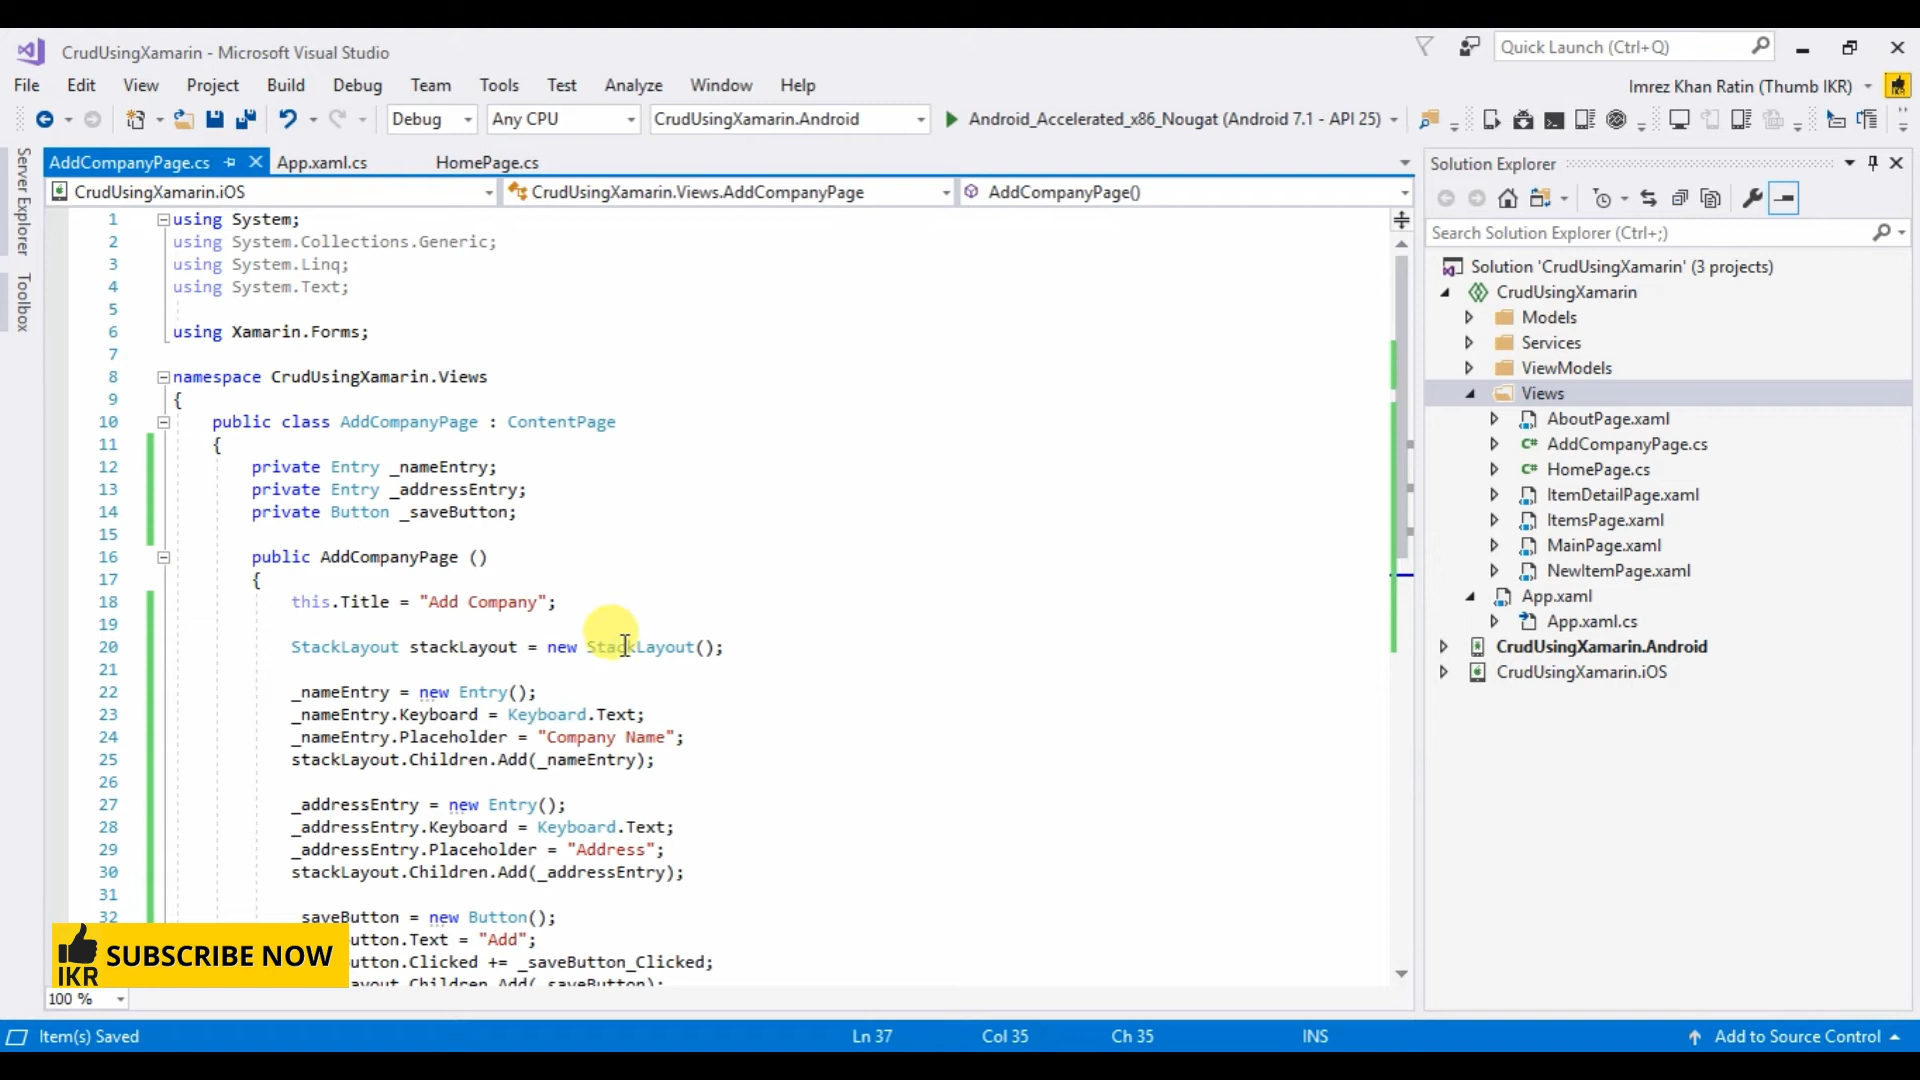 CrudUsingXamarin - Microsoft Visual Studio
Quick Launch (Ctrl+Q)
File Edit View Project Build Debug Team Tools Test Analyze Window Help
Imrez Khan Ratin (Thumb IKR)
Debug Any CPU CrudUsingXamarin.Android Android_Accelerated_x86_Nougat (Android 7.1 - API 25)
Server Explorer
Toolbox
AddCompanyPage.cs App.xaml.cs HomePage.cs
CrudUsingXamarin.iOS CrudUsingXamarin.Views.AddCompanyPage AddCompanyPage()
1 using System;
2 using System.Collections.Generic;
3 using System.Linq;
4 using System.Text;
5
6 using Xamarin.Forms;
7
8 namespace CrudUsingXamarin.Views
9 {
10 public class AddCompanyPage : ContentPage
11 {
12 private Entry _nameEntry;
13 private Entry _addressEntry;
14 private Button _saveButton;
15
16 public AddCompanyPage ()
17 {
18 this.Title = "Add Company";
19
20 StackLayout stackLayout = new StackLayout();
21
22 _nameEntry = new Entry();
23 _nameEntry.Keyboard = Keyboard.Text;
24 _nameEntry.Placeholder = "Company Name";
25 stackLayout.Children.Add(_nameEntry);
26
27 _addressEntry = new Entry();
28 _addressEntry.Keyboard = Keyboard.Text;
29 _addressEntry.Placeholder = "Address";
30 stackLayout.Children.Add(_addressEntry);
31
32 saveButton = new Button();
utton.Text = "Add";
utton.Clicked += _saveButton_Clicked;
ayout.Children.Add(_saveButton);
IKR SUBSCRIBE NOW
100 %
Solution Explorer
Search Solution Explorer (Ctrl+;)
Solution 'CrudUsingXamarin' (3 projects)
CrudUsingXamarin
Models
Services
ViewModels
Views
AboutPage.xaml
AddCompanyPage.cs
HomePage.cs
ItemDetailPage.xaml
ItemsPage.xaml
MainPage.xaml
NewItemPage.xaml
App.xaml
App.xaml.cs
CrudUsingXamarin.Android
CrudUsingXamarin.iOS
Item(s) Saved Ln 37 Col 35 Ch 35 INS Add to Source Control